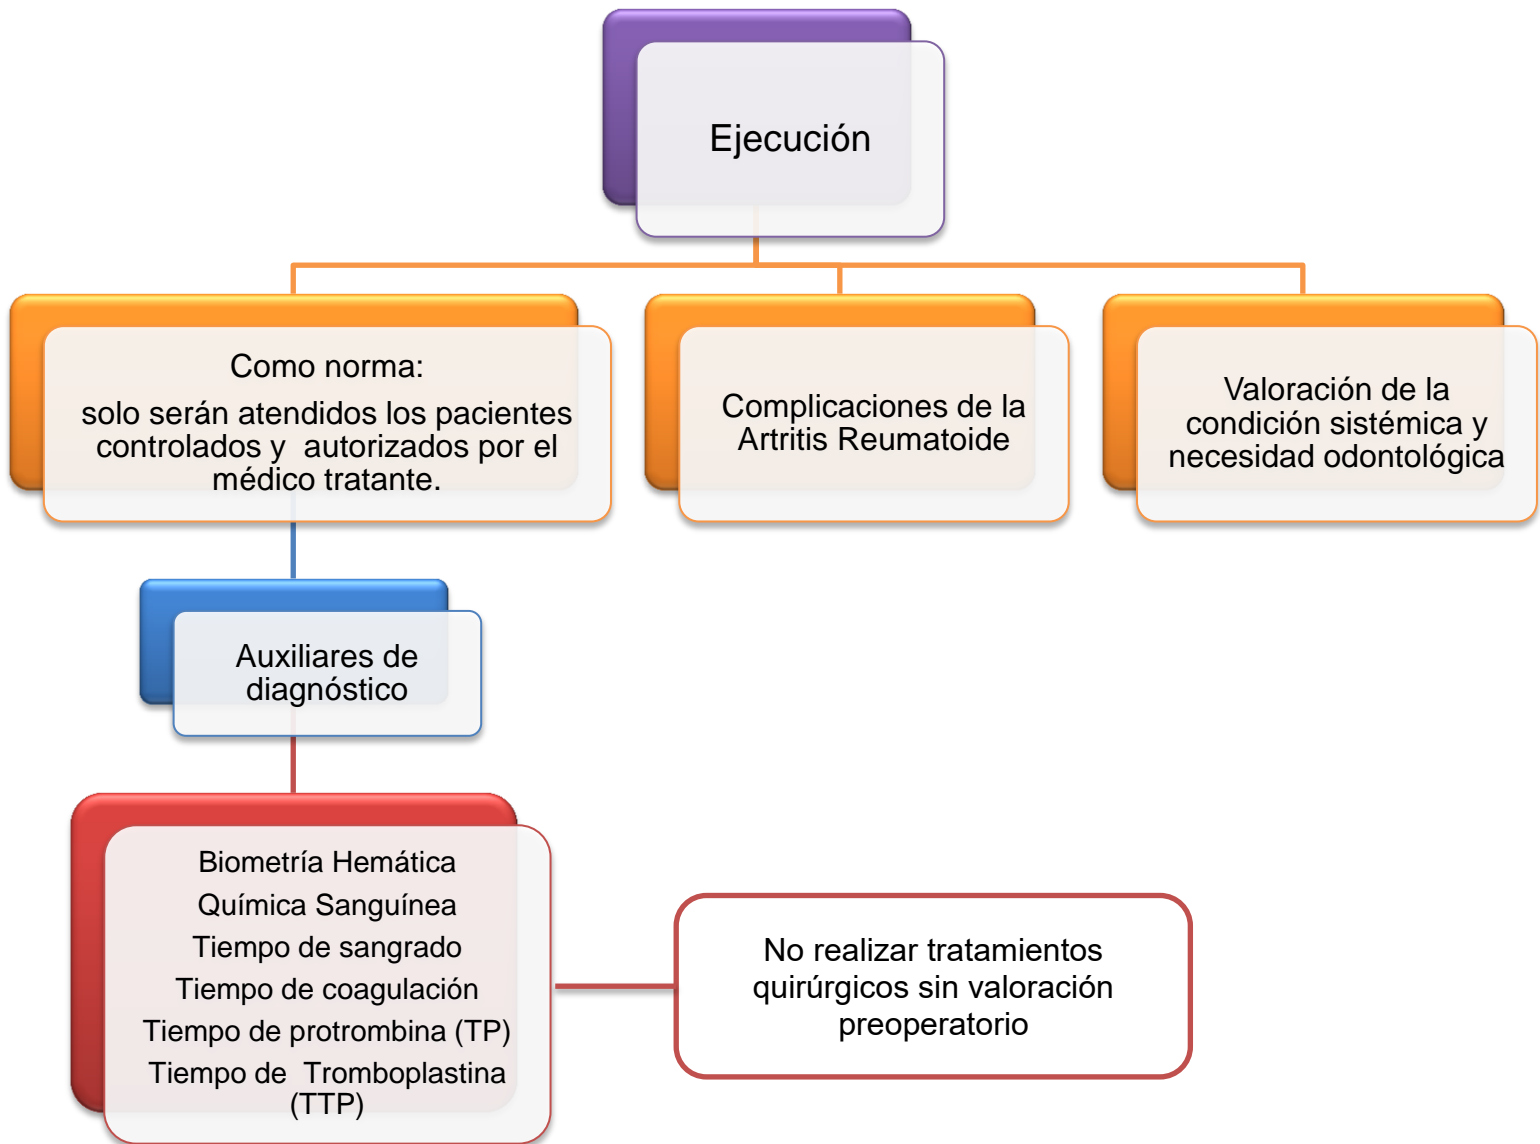 Ejecución
Como norma:
solo serán atendidos los pacientes
controlados y  autorizados por el
médico tratante.
Complicaciones de la
Artritis Reumatoide
Valoración de la
condición sistémica y
necesidad odontológica
Auxiliares de
diagnóstico
Biometría Hemática
Química Sanguínea
Tiempo de sangrado
Tiempo de coagulación
Tiempo de protrombina (TP)
Tiempo de  Tromboplastina
(TTP)
No realizar tratamientos
quirúrgicos sin valoración
preoperatorio